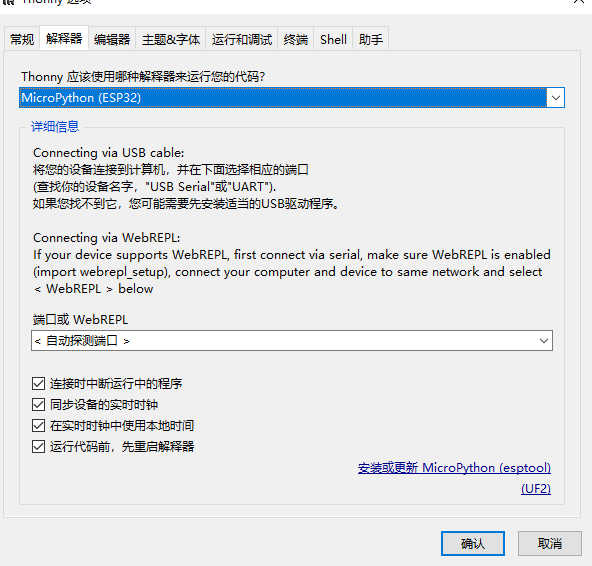 Thonny 选项
常规 解释器 编辑器 主题&字体 运行和调试 终端 Shell 助手
Thonny 应该使用哪种解释器来运行您的代码?
MicroPython (ESP32)
详细信息
Connecting via USB cable:
将您的设备连接到计算机，并在下面选择相应的端口
(查找你的设备名字，"USB Serial"或"UART").
如果您找不到它，您可能需要先安装适当的USB驱动程序。
Connecting via WebREPL:
If your device supports WebREPL, first connect via serial, make sure WebREPL is enabled
(import webrepl_setup), connect your computer and device to same network and select
< WebREPL > below
端口或 WebREPL
< 自动探测端口 >
连接时中断运行中的程序
同步设备的实时时钟
在实时时钟中使用本地时间
运行代码前，先重启解释器
安装或更新 MicroPython (esptool)
(UF2)
确认 取消